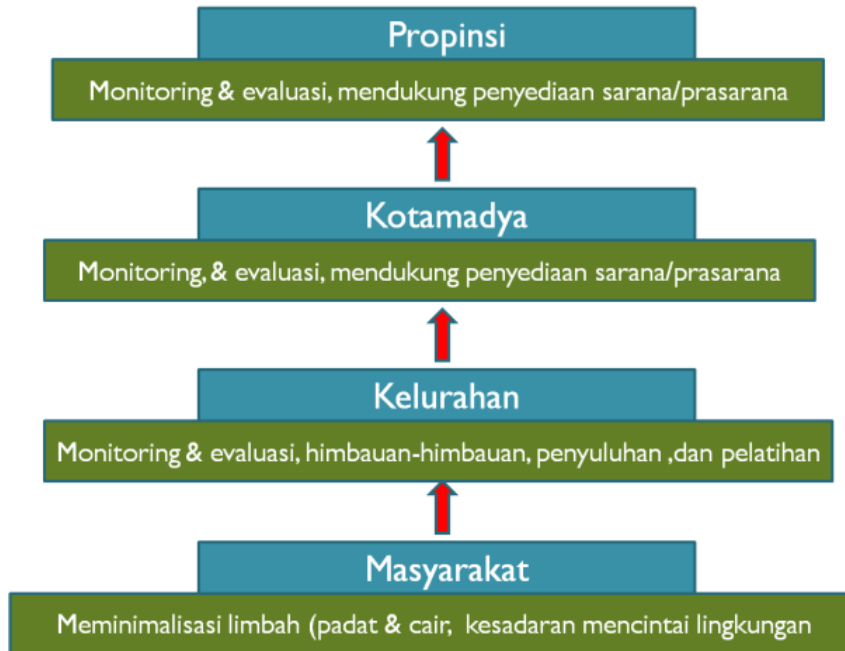 Propinsi
Monitoring & evaluasi, mendukung penyediaan sarana/prasarana
Kotamadya
Monitoring, & evaluasi, mendukung penyediaan sarana/prasarana
Kelurahan
Monitoring & evaluasi, himbauan-himbauan, penyuluhan ,dan pelatihan
Masyarakat
Meminimalisasi limbah (padat & cair, kesadaran mencintai lingkungan